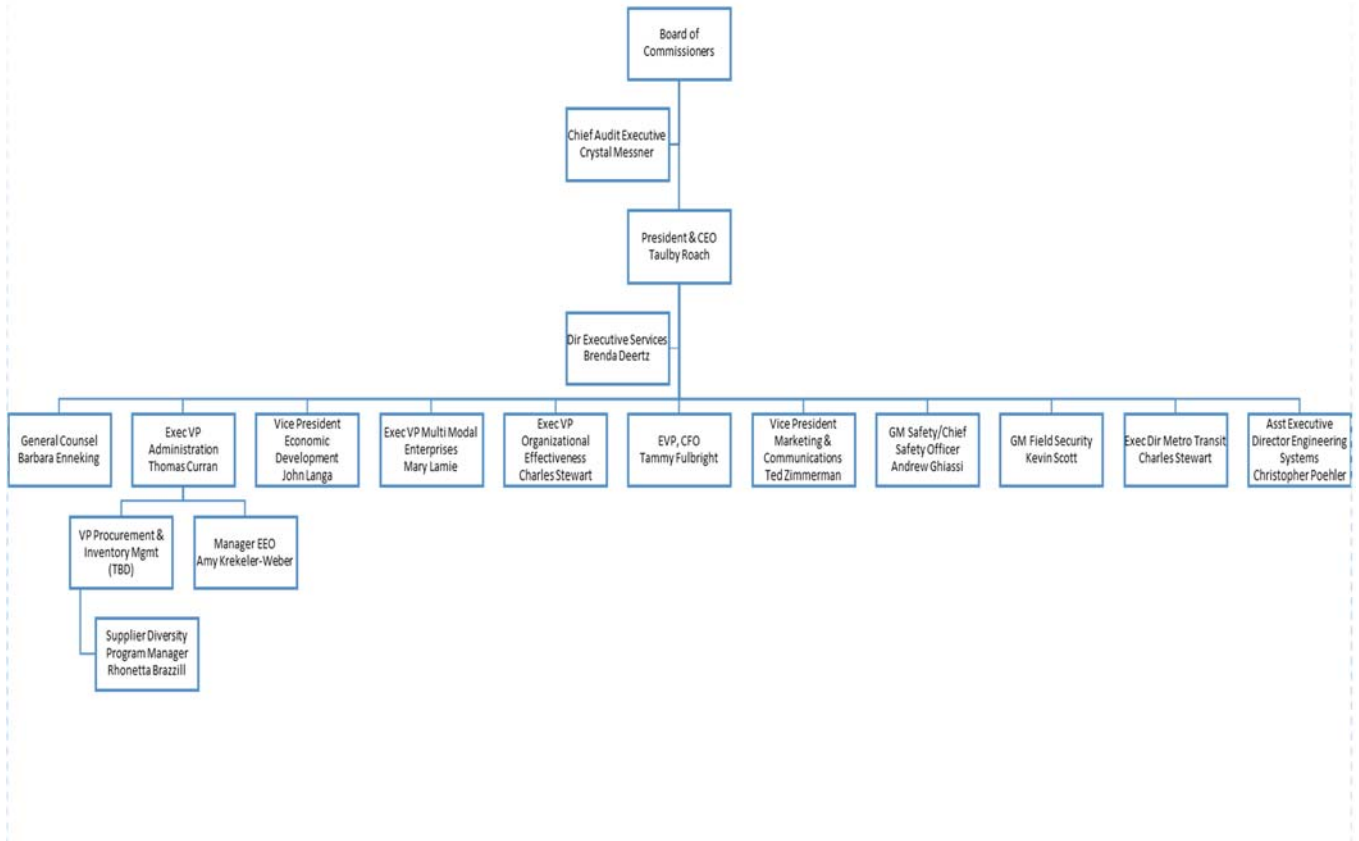 Board of
Commissioners
Chief Audit Executive
Crystal Messner
President & CEO
Taulby Roach
Dir Executive Services
Brenda Deertz
General Counsel
Barbara Enneking
Exec VP
Administration
Thomas Curran
Vice President
Economic
Development
John Langa
Exec VP Multi Modal
Enterprises
Mary Lamie
Exec VP
Organizational
Effectiveness
Charles Stewart
EVP, CFO
Tammy Fulbright
Vice President
Marketing &
Communications
Ted Zimmerman
GM Safety/Chief
Safety Officer
Andrew Ghiassi
GM Field Security
Kevin Scott
Exec Dir Metro Transit
Charles Stewart
Asst Executive
Director Engineering
Systems
Christopher Poehler
VP Procurement &
Inventory Mgmt
(TBD)
Manager EEO
Amy Krekeler-Weber
Supplier Diversity
Program Manager
Rhonetta Brazzill